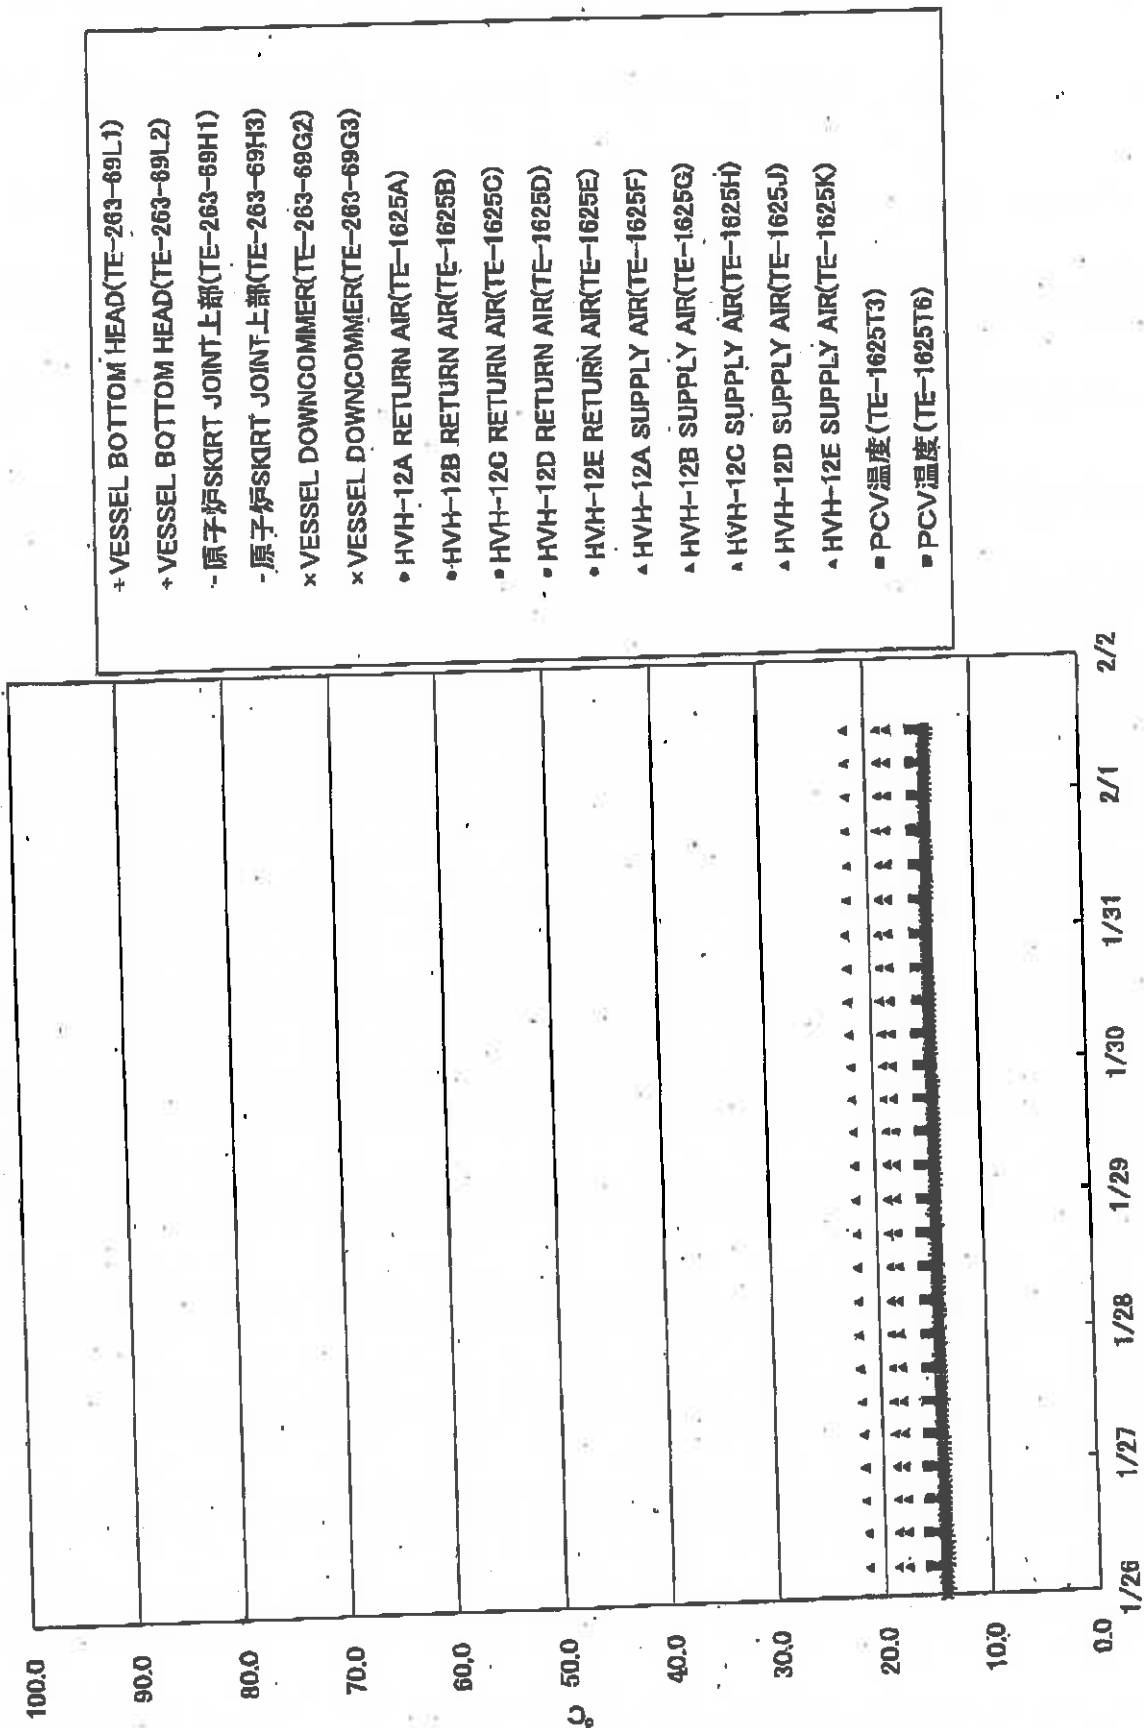 100.0
90.0
80.0
70.0
60.0
50.0
40.0
30.0
20.0
10.0
0.0
℃
1/26
1/27
1/28
1/29
1/30
1/31
2/1
2/2
+ VESSEL BOTTOM HEAD(TE-263-69L1)
+ VESSEL BOTTOM HEAD(TE-263-69L2)
- 原子炉SKIRT JOINT上部(TE-263-69H1)
- 原子炉SKIRT JOINT上部(TE-263-69H3)
× VESSEL DOWNCOMMER(TE-263-69G2)
× VESSEL DOWNCOMMER(TE-263-69G3)
● HVH-12A RETURN AIR(TE-1625A)
● HVH-12B RETURN AIR(TE-1625B)
● HVH-12C RETURN AIR(TE-1625C)
● HVH-12D RETURN AIR(TE-1625D)
● HVH-12E RETURN AIR(TE-1625E)
▲ HVH-12A SUPPLY AIR(TE-1625F)
▲ HVH-12B SUPPLY AIR(TE-1625G)
▲ HVH-12C SUPPLY AIR(TE-1625H)
▲ HVH-12D SUPPLY AIR(TE-1625J)
▲ HVH-12E SUPPLY AIR(TE-1625K)
■ PCV温度(TE-1625T3)
■ PCV温度(TE-1625T6)